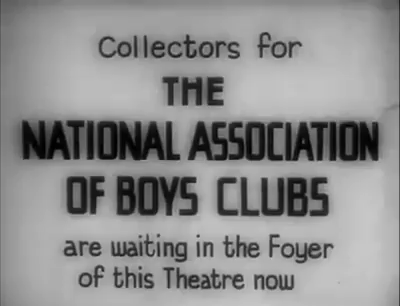 Collectors for
THE
NATIONAL ASSOCIATION
OF BOYS CLUBS
are waiting in the Foyer
of this Theatre now